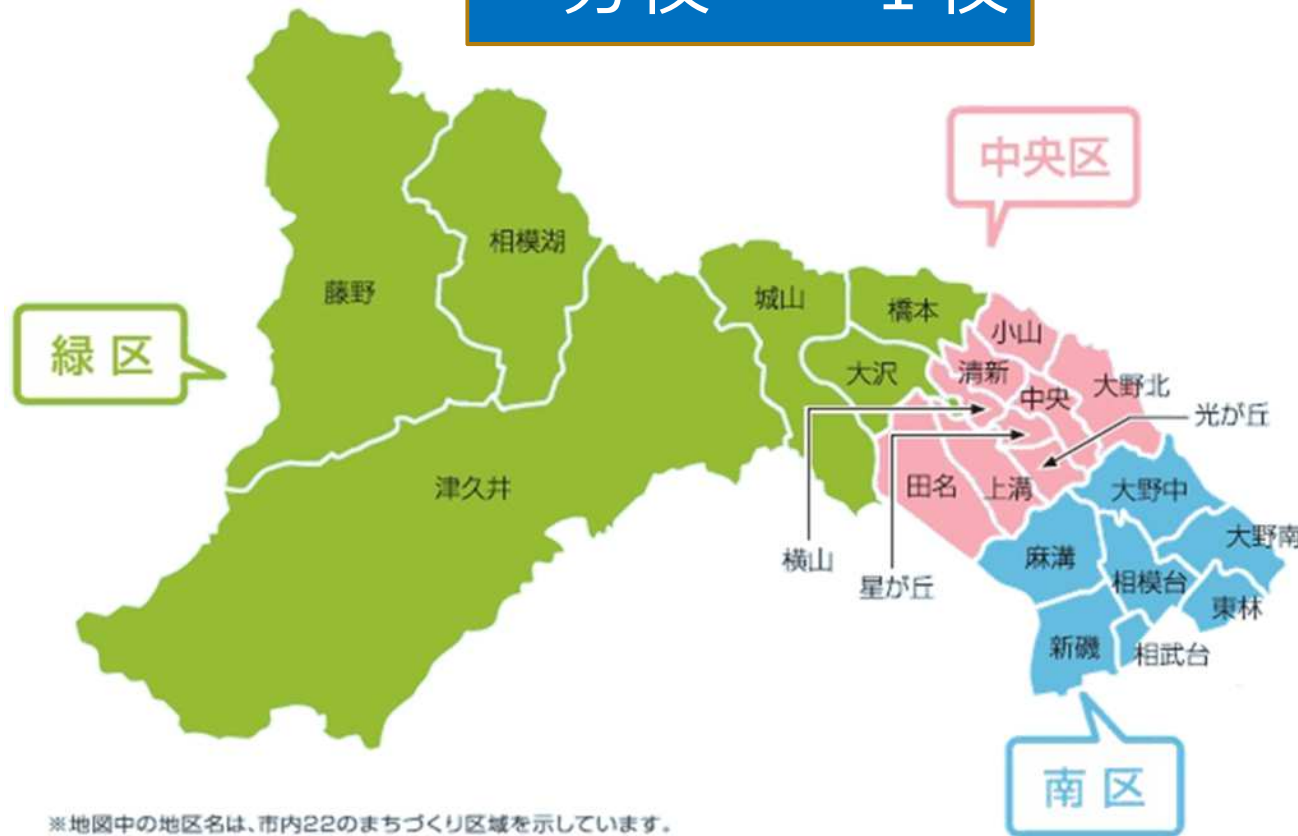 分校 1校
中央区
相模湖
藤野
城山
橋本
小山
緑区
大沢
清新
中央
大野北
光が丘
津久井
田名
上溝
大野中
大野南
横山
麻溝
星が丘
相模台
東林
新磯
相武台
南区
※地図中の地区名は、市内22のまちづくり区域を示しています。